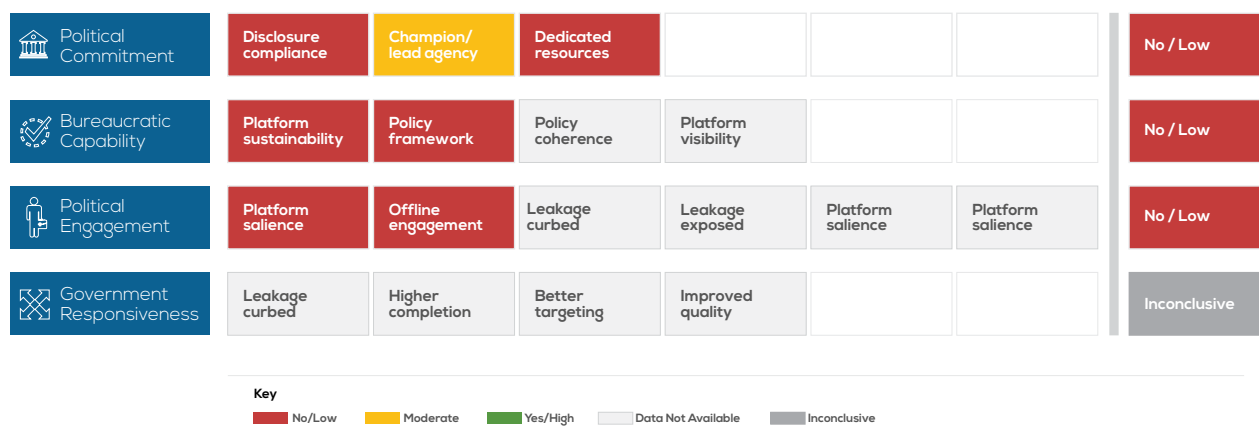 Political
Commitment
Disclosure
compliance
Champion/
lead agency
Dedicated
resources
No / Low
Bureaucratic
Capability
Platform
sustainability
Policy
framework
Policy
coherence
Platform
visibility
No / Low
Political
Engagement
Platform
salience
Offline
engagement
Leakage
curbed
Leakage
exposed
Platform
salience
Platform
salience
No / Low
Government
Responsiveness
Leakage
curbed
Higher
completion
Better
targeting
Improved
quality
Inconclusive
Key
No/Low
Moderate
Yes/High
Data Not Available
Inconclusive